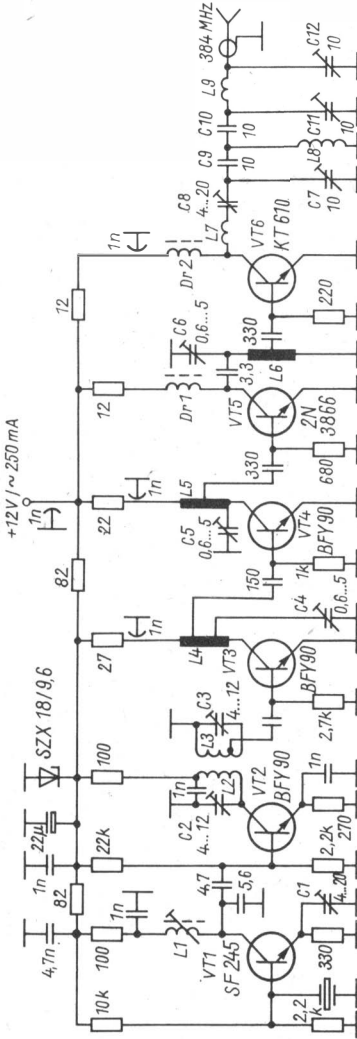 +12V/~ 250 mA
1n
384 MHz
4,7n
82
1n
22µ
SZX 18/9,6
82
12
1n
100
1n
22k
100
27
1n
22
1n
12
Dr1
Dr2
10k
L1
C2
4...12
1n
L2
L3
C3
4...12
L4
L5
C5
0,6...5
C6
0,6...5
3,3
L6
L7
C8
4...20
C9
10
C10
10
L9
VT1
SF 245
4,7
5,6
VT2
BFY90
VT3
BFY90
150
VT4
BFY90
330
VT5
2N
3866
330
VT6
KT 610
2,2
k
330
C1
4...20
2,2k
270
1n
2,7k
C4
0,6...5
1k
680
220
C7
10
L8
C11
10
C12
10